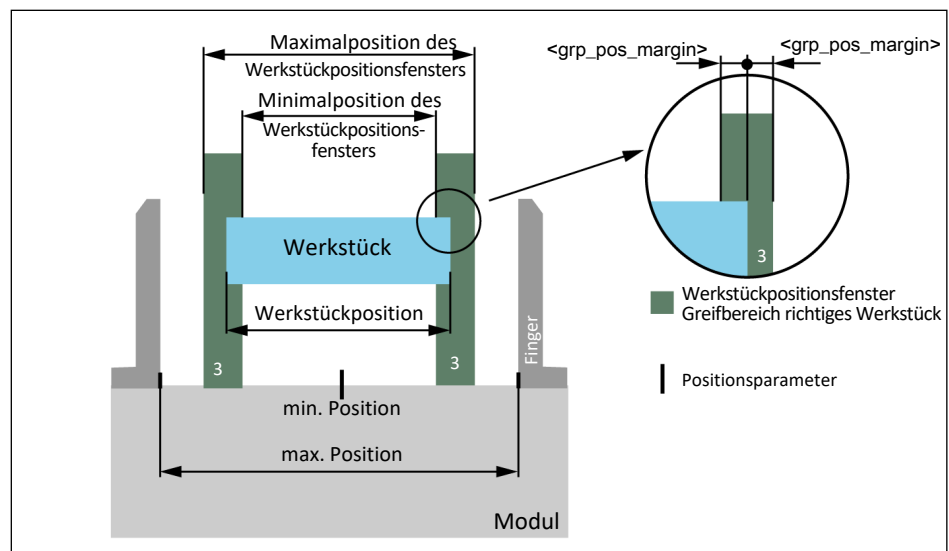 Maximalposition des
Werkstückpositionsfensters
Minimalposition des
Werkstückpositions-
fensters
Werkstück
Werkstückposition
3
3
Finger
min. Position
max. Position
Modul
<grp_pos_margin>
<grp_pos_margin>
3
Werkstückpositionsfenster
Greifbereich richtiges Werkstück
Positionsparameter